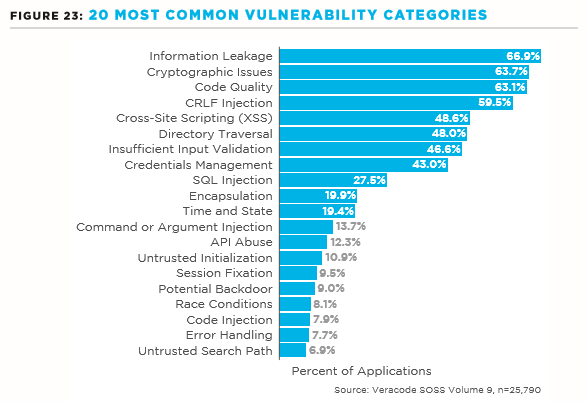 FIGURE 23: 20 MOST COMMON VULNERABILITY CATEGORIES
Information Leakage 66.9%
Cryptographic Issues 63.7%
Code Quality 63.1%
CRLF Injection 59.5%
Cross-Site Scripting (XSS) 48.6%
Directory Traversal 48.0%
Insufficient Input Validation 46.6%
Credentials Management 43.0%
SQL Injection 27.5%
Encapsulation 19.9%
Time and State 19.4%
Command or Argument Injection 13.7%
API Abuse 12.3%
Untrusted Initialization 10.9%
Session Fixation 9.5%
Potential Backdoor 9.0%
Race Conditions 8.1%
Code Injection 7.9%
Error Handling 7.7%
Untrusted Search Path 6.9%
Percent of Applications
Source: Veracode SOSS Volume 9, n=25,790